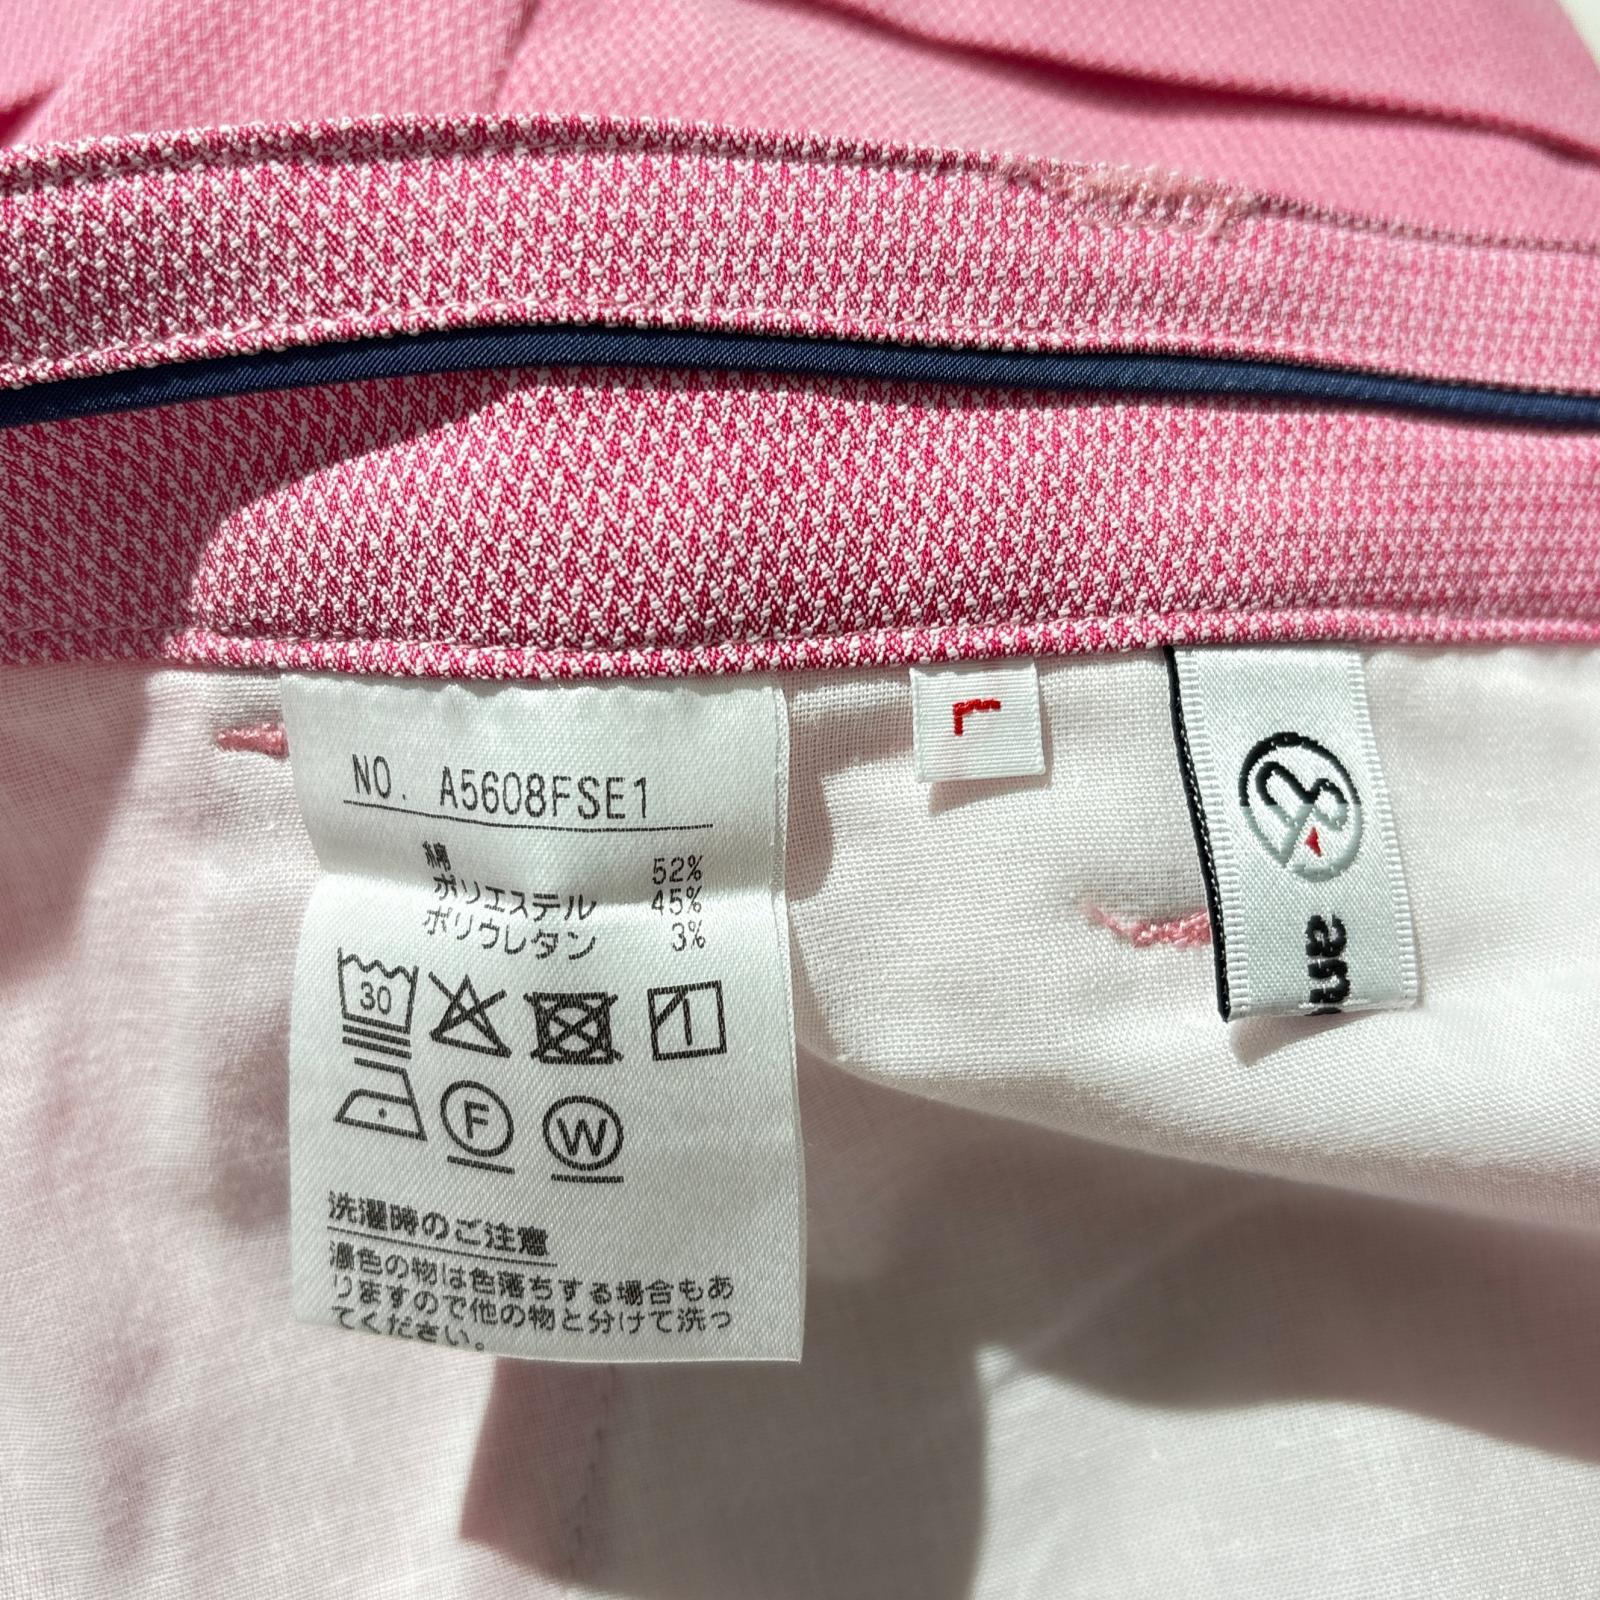 NO. A5608FSE1
綿 52%
ポリエステル 45%
ポリウレタン 3%
30
F
W
洗濯時のご注意
濃色の物は色落ちする場合もあ
りますので他の物と分けて洗っ
てください。
L